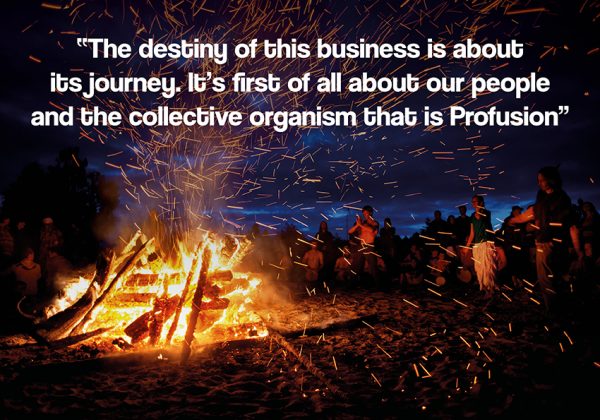 “The destiny of this business is about
its journey. It’s first of all about our people
and the collective organism that is Profusion”